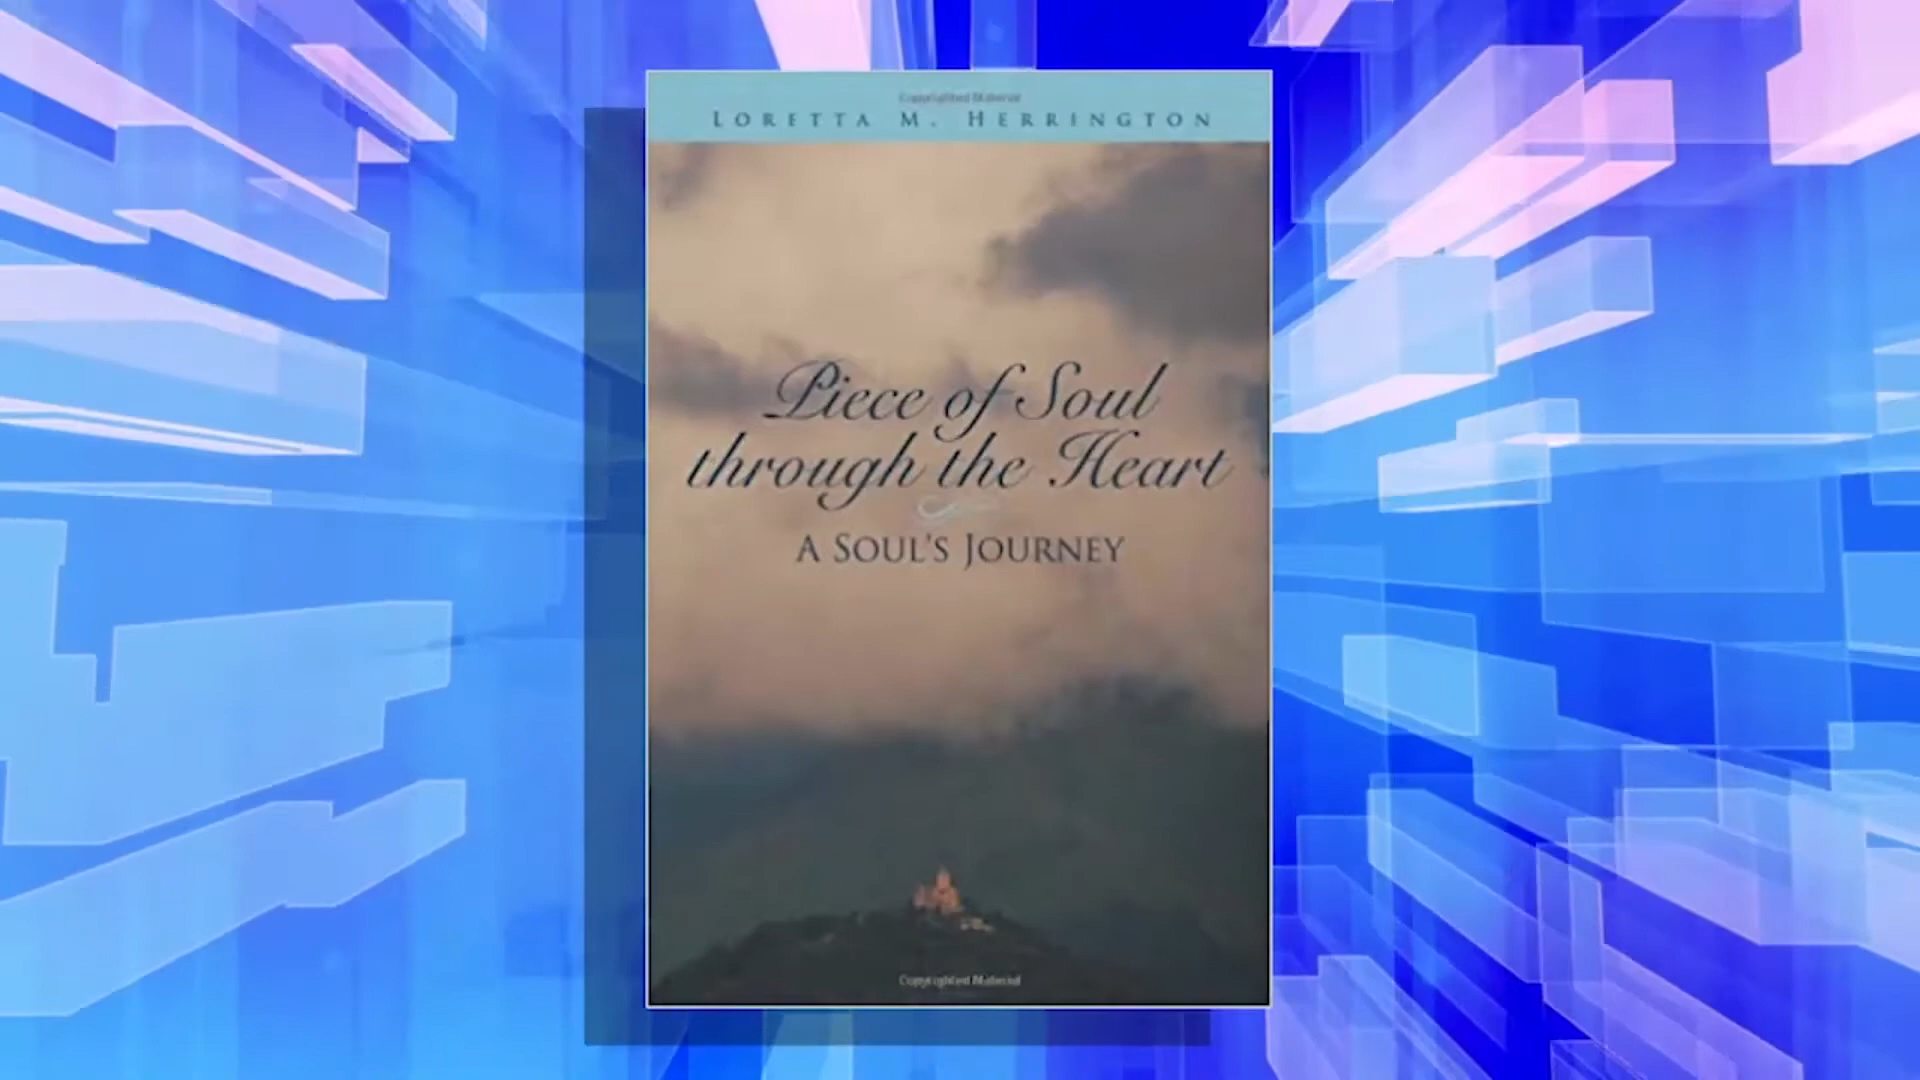 Copyrighted Material
LORETTA M. HERRINGTON
Piece of Soul
through the Heart
A SOUL'S JOURNEY
Copyrighted Material